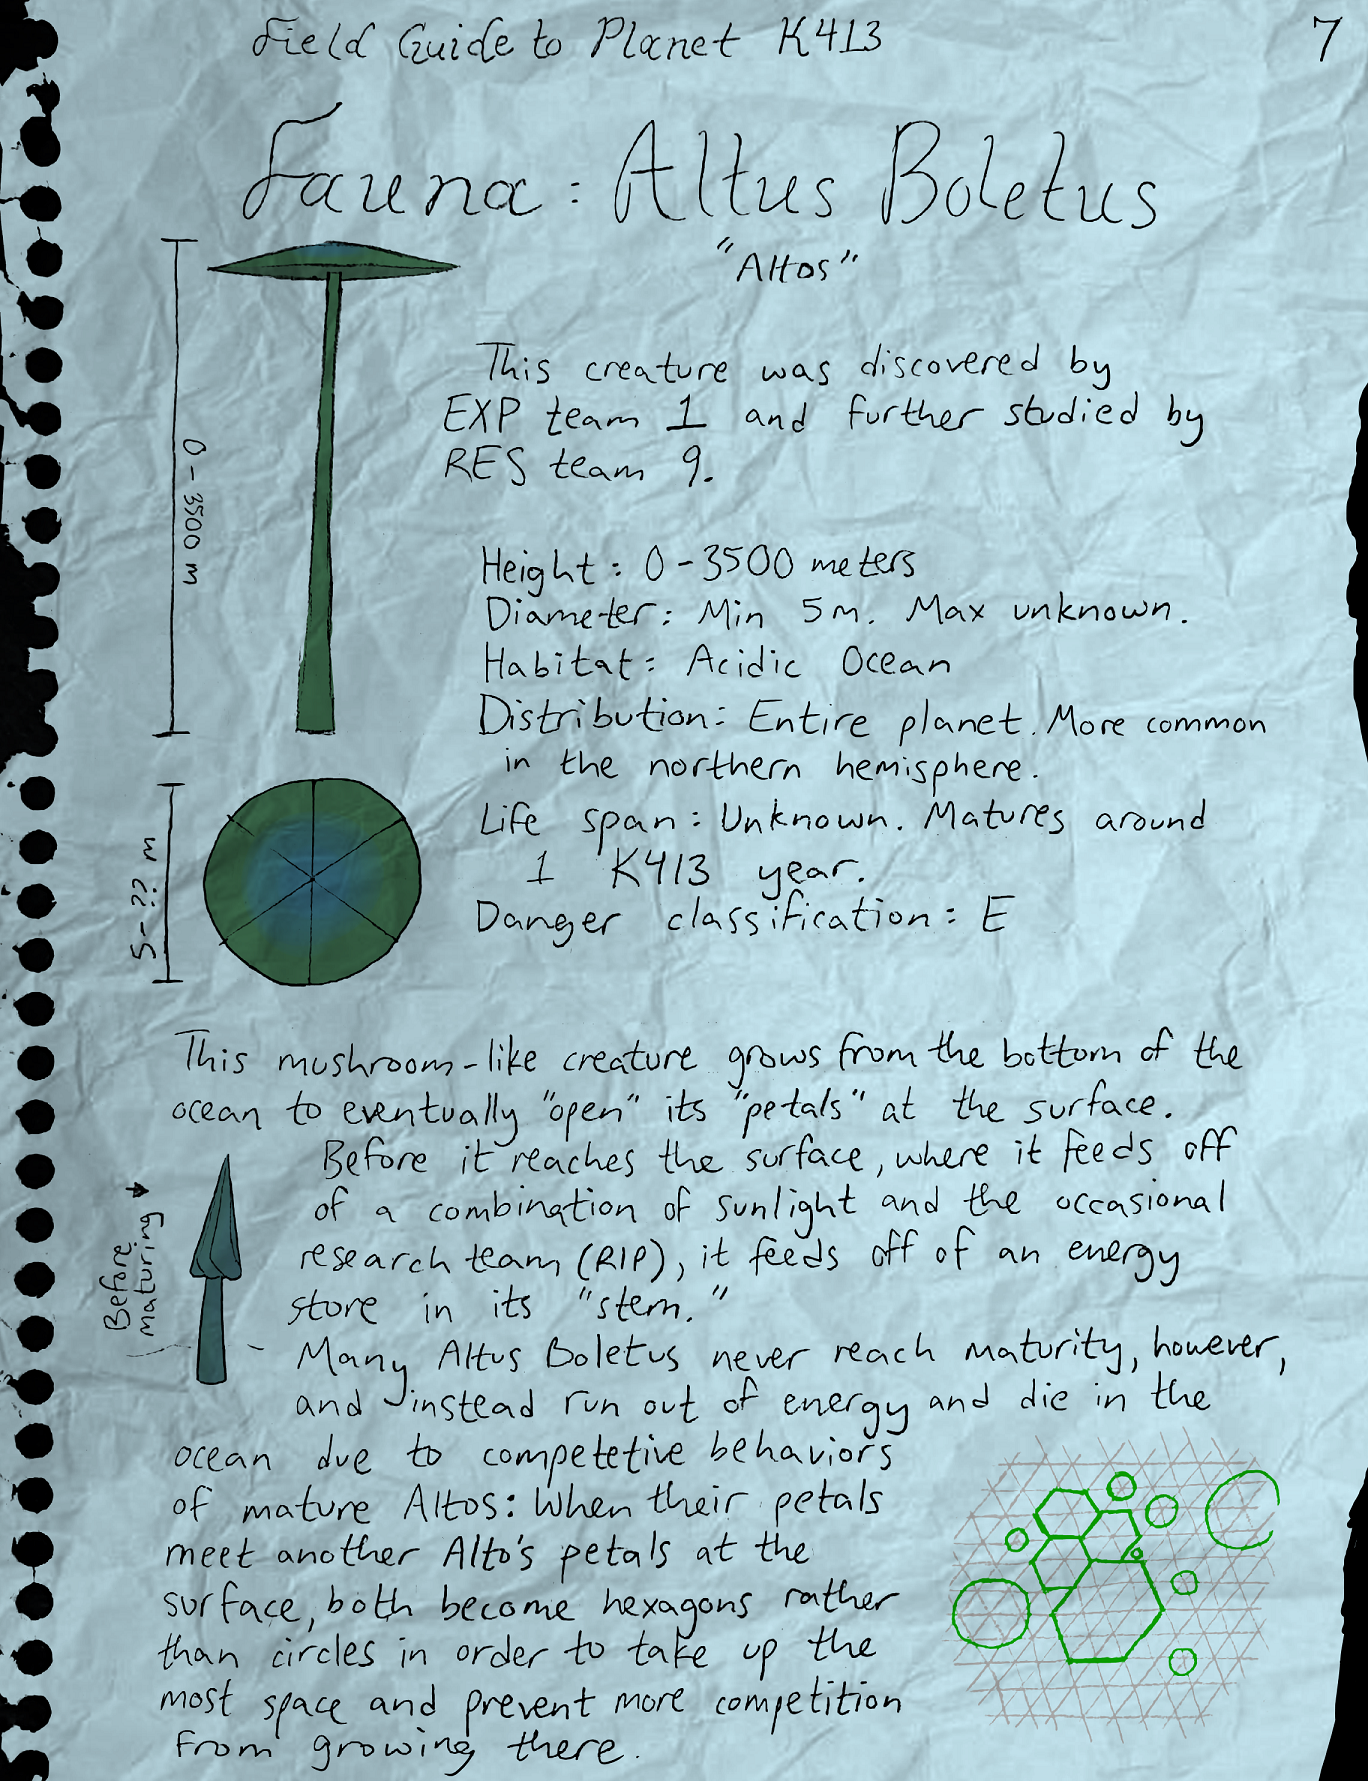 Field Guide to Planet K413
7
Fauna: Altus Boletus
"Altos"
0-3500 m
This creature was discovered by
EXP team 1 and further studied by
RES team 9.
Height: 0-3500 meters
Diameter: Min 5m. Max unknown.
Habitat: Acidic Ocean
Distribution: Entire planet. More common
in the northern hemisphere.
Life span: Unknown. Matures around
1 K413 year.
Danger classification: E
5-?? m
This mushroom-like creature grows from the bottom of the
ocean to eventually "open" its "petals" at the surface.
Before it reaches the surface, where it feeds off
of a combination of sunlight and the occasional
research team (RIP), it feeds off of an energy
store in its "stem."
Before
maturing
Many Altus Boletus never reach maturity, however,
and instead run out of energy and die in the
ocean due to competetive behaviors
of mature Altos: When their petals
meet another Alto's petals at the
surface, both become hexagons rather
than circles in order to take up the
most space and prevent more competition
from growing there.